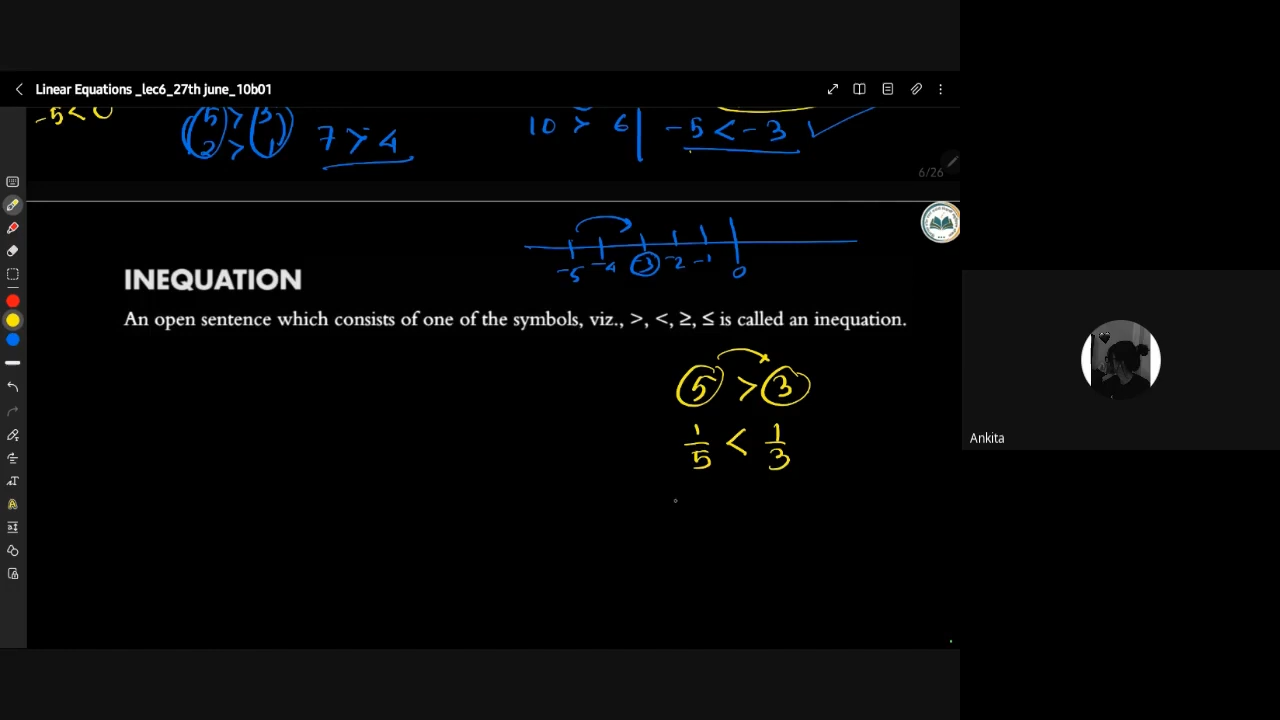 Linear Equations _lec6_27th june_10b01
-5 < 0
5 > 3
2 > 1
7 > 4
10 > 6
-5 < -3
6/26
-5 -4 -3 -2 -1 0
INEQUATION
An open sentence which consists of one of the symbols, viz., >, <, ≥, ≤ is called an inequation.
5 > 3
1/5 < 1/3
Ankita